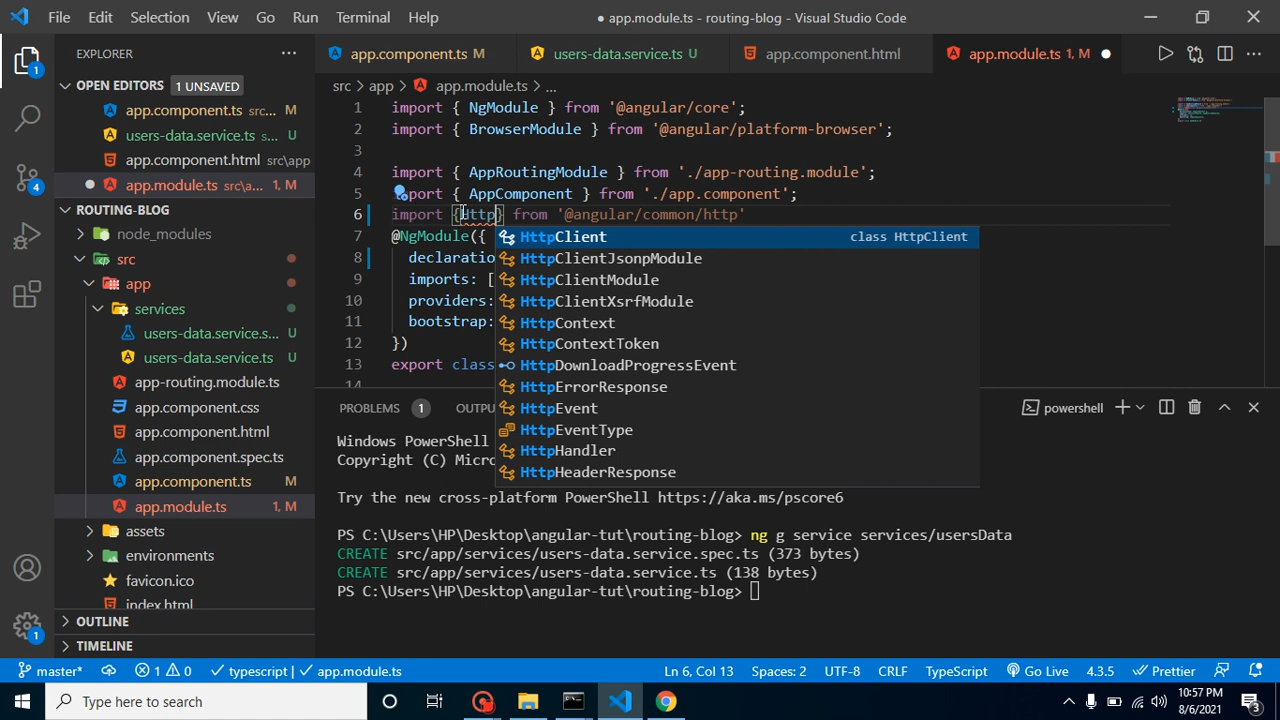 File Edit Selection View Go Run Terminal Help
● app.module.ts - routing-blog - Visual Studio Code
EXPLORER
OPEN EDITORS 1 UNSAVED
app.component.ts src... M
users-data.service.ts s... U
app.component.html src\app
app.module.ts src\a... 1, M
ROUTING-BLOG
node_modules
src
app
services
users-data.service.s... U
users-data.service.ts U
app-routing.module.ts
app.component.css
app.component.html
app.component.spec.ts
app.component.ts M
app.module.ts 1, M
assets
environments
favicon.ico
index.html
OUTLINE
TIMELINE
app.component.ts M
users-data.service.ts U
app.component.html
app.module.ts 1, M
src > app > app.module.ts > ...
1 import { NgModule } from '@angular/core';
2 import { BrowserModule } from '@angular/platform-browser';
3
4 import { AppRoutingModule } from './app-routing.module';
5 import { AppComponent } from './app.component';
6 import {Http} from '@angular/common/http'
7 @NgModule({
8 declaratio
9 imports: [
10 providers:
11 bootstrap:
12 })
13 export class
14
HttpClient class HttpClient
HttpClientJsonpModule
HttpClientModule
HttpClientXsrfModule
HttpContext
HttpContextToken
HttpDownloadProgressEvent
HttpErrorResponse
HttpEvent
HttpEventType
HttpHandler
HttpHeaderResponse
PROBLEMS 1 OUTPU
powershell
Windows PowerShell
Copyright (C) Micro
Try the new cross-platform PowerShell https://aka.ms/pscore6
PS C:\Users\HP\Desktop\angular-tut\routing-blog> ng g service services/usersData
CREATE src/app/services/users-data.service.spec.ts (373 bytes)
CREATE src/app/services/users-data.service.ts (138 bytes)
PS C:\Users\HP\Desktop\angular-tut\routing-blog>
1
4
1
master* 1 0 typescript | app.module.ts
Ln 6, Col 13 Spaces: 2 UTF-8 CRLF TypeScript Go Live 4.3.5 Prettier
Type here to search
10:57 PM
8/6/2021
3